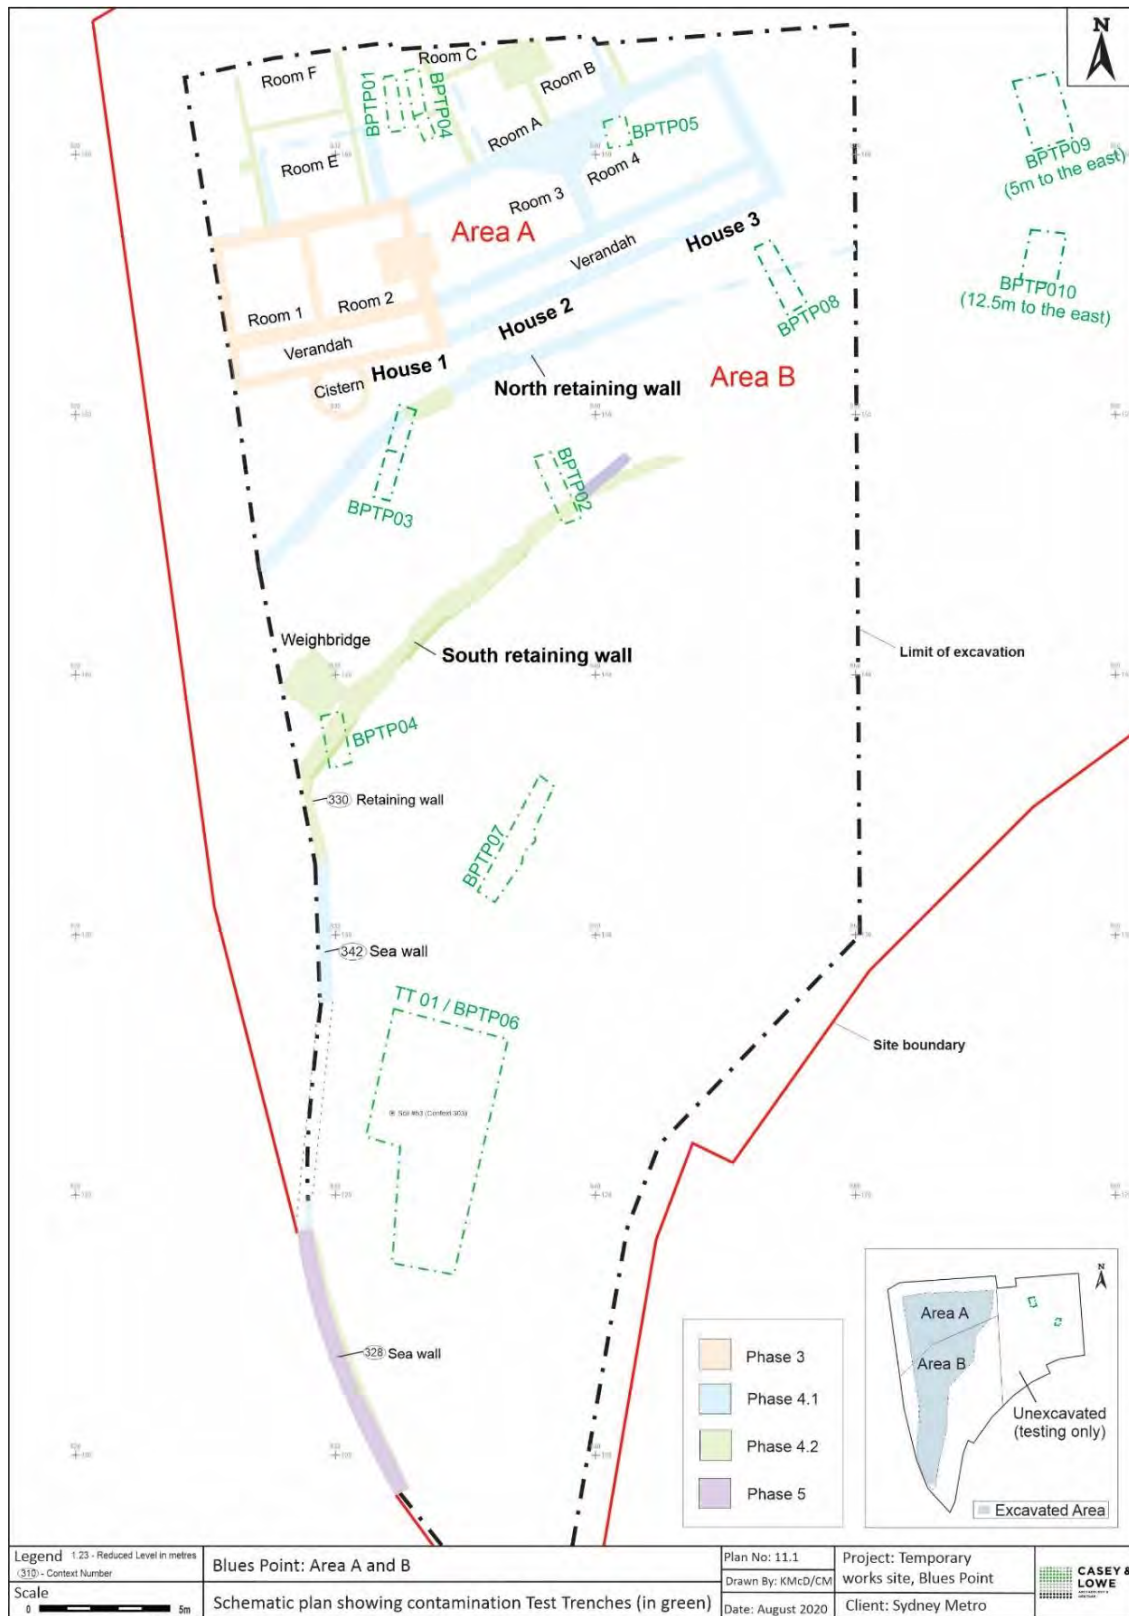 N
Room F
Room C
Room B
BPTP01
BPTP04
Room A
BPTP05
BPTP09
(5m to the east)
Room E
Room 4
Room 3
Area A
House 3
Verandah
BPTP010
(12.5m to the east)
Room 1
Room 2
House 2
BPTP08
Verandah
House 1
Cistern
North retaining wall
Area B
BPTP03
BPTP02
Weighbridge
South retaining wall
Limit of excavation
BPTP04
330 Retaining wall
BPTP07
342 Sea wall
TT 01 / BPTP06
Site boundary
328 Sea wall
Phase 3
Phase 4.1
Phase 4.2
Phase 5
N
Area A
Area B
Unexcavated
(testing only)
Excavated Area
Legend 1.23 - Reduced Level in metres
310 - Context Number
Scale
0 5m
Blues Point: Area A and B
Schematic plan showing contamination Test Trenches (in green)
Plan No: 11.1
Drawn By: KMcD/CM
Date: August 2020
Project: Temporary
works site, Blues Point
Client: Sydney Metro
CASEY &
LOWE